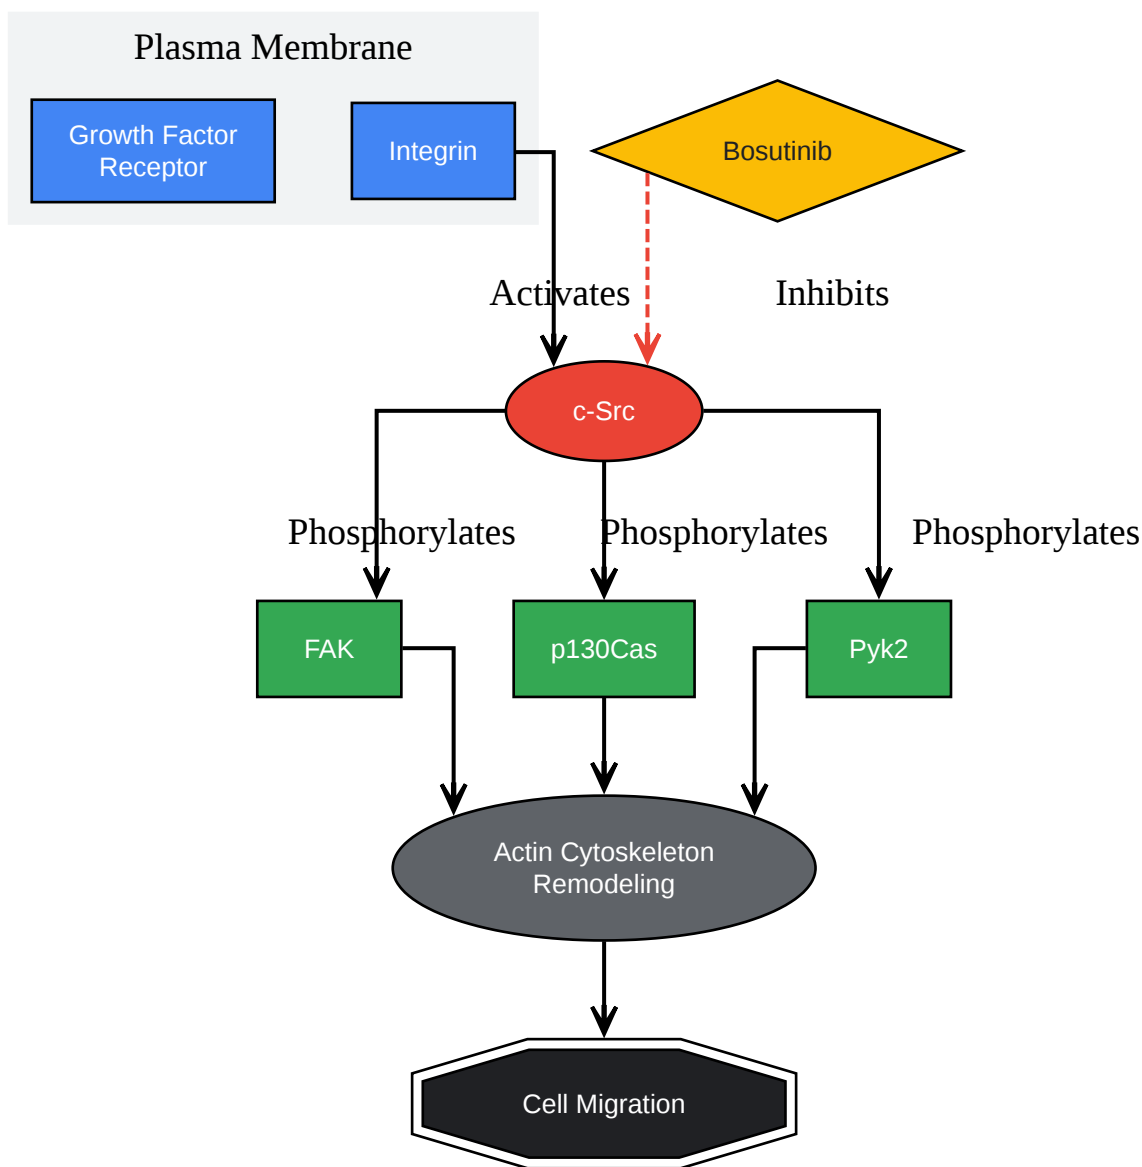 Plasma Membrane
Growth Factor
Receptor
Integrin
Bosutinib
Activates
Inhibits
c-Src
Phosphorylates
Phosphorylates
Phosphorylates
FAK
p130Cas
Pyk2
Actin Cytoskeleton
Remodeling
Cell Migration